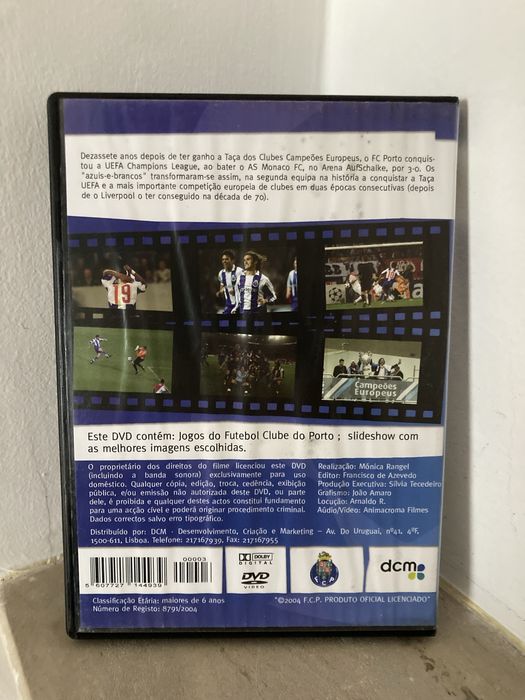 Dezassete anos depois de ter ganho a Taça dos Clubes Campeões Europeus, o FC Porto conquis-
tou a UEFA Champions League, ao bater o AS Monaco FC, no Arena AufSchalke, por 3-0. Os
"azuis-e-brancos" transformaram-se assim, na segunda equipa na história a conquistar a Taça
UEFA e a mais importante competição europeia de clubes em duas épocas consecutivas (depois
de o Liverpool o ter conseguido na década de 70).
19
Campeões
Europeus
Este DVD contêm: Jogos do Futebol Clube do Porto ; slideshow com
as melhores imagens escolhidas.
O proprietário dos direitos do filme licenciou este DVD
(incluindo a banda sonora) exclusivamente para uso
doméstico. Qualquer cópia, edição, troca, cedência, exibição
pública, e/ou emissão não autorizada deste DVD, ou parte
dele, é proibida e qualquer destes actos constitui fundamento
para uma acção cível e poderá originar procedimento criminal.
Dados correctos salvo erro tipográfico.
Realização: Mónica Rangel
Editor: Francisco de Azevedo
Produção Executiva: Sílvia Tecedeiro
Grafismo: João Amaro
Locução: Arnaldo R.
Aúdio/Vídeo: Animacroma Filmes
Distribuido por: DCM - Desenvolvimento, Criação e Marketing – Av. Do Uruguai, nº41, 4ºF,
1500-611, Lisboa. Telefone: 217167939, Fax: 217167955
00003
5 607727 144939
DOLBY
DIGITAL
DVD
VIDEO
F.C.P.
dcm
Classificação Etária: maiores de 6 anos
Número de Registo: 8791/2004
"©2004 F.C.P. PRODUTO OFICIAL LICENCIADO"